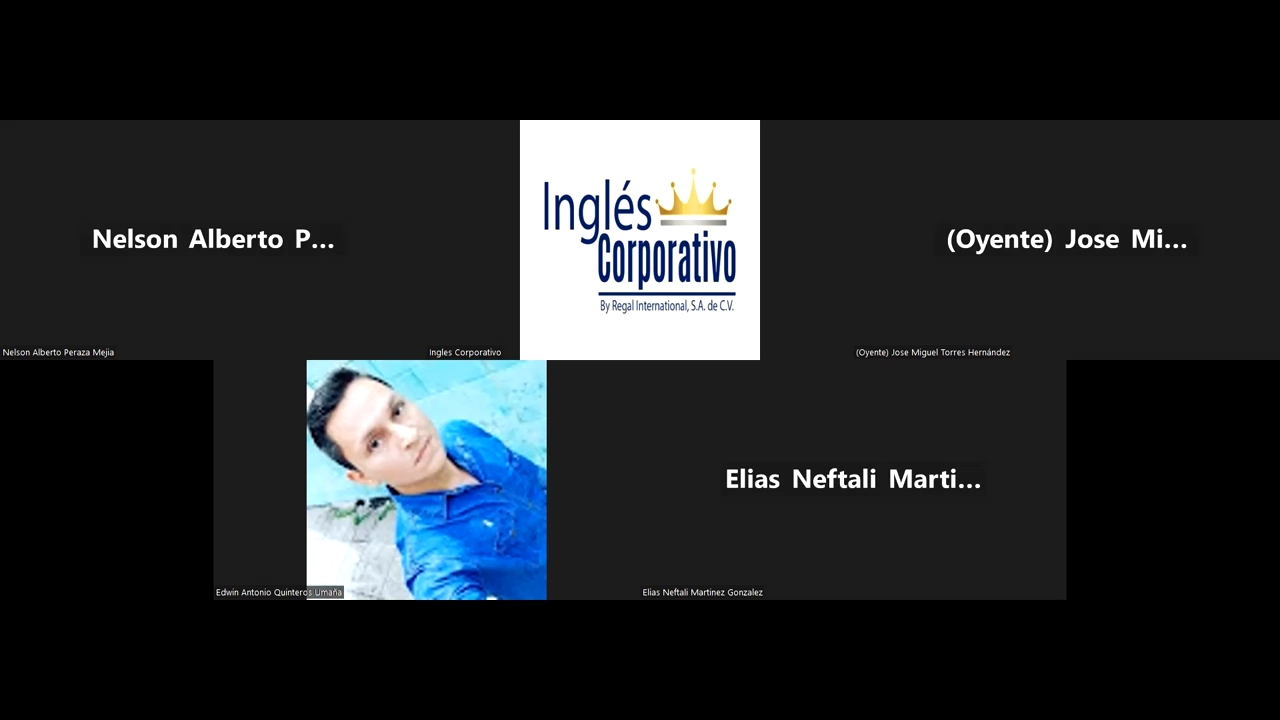 Nelson Alberto P...
Inglés
Corporativo
By Regal International, S.A. de C.V.
(Oyente) Jose Mi...
Nelson Alberto Peraza Mejia
Ingles Corporativo
(Oyente) Jose Miguel Torres Hernández
Elias Neftali Marti...
Edwin Antonio Quinteros Umaña
Elias Neftali Martinez Gonzalez